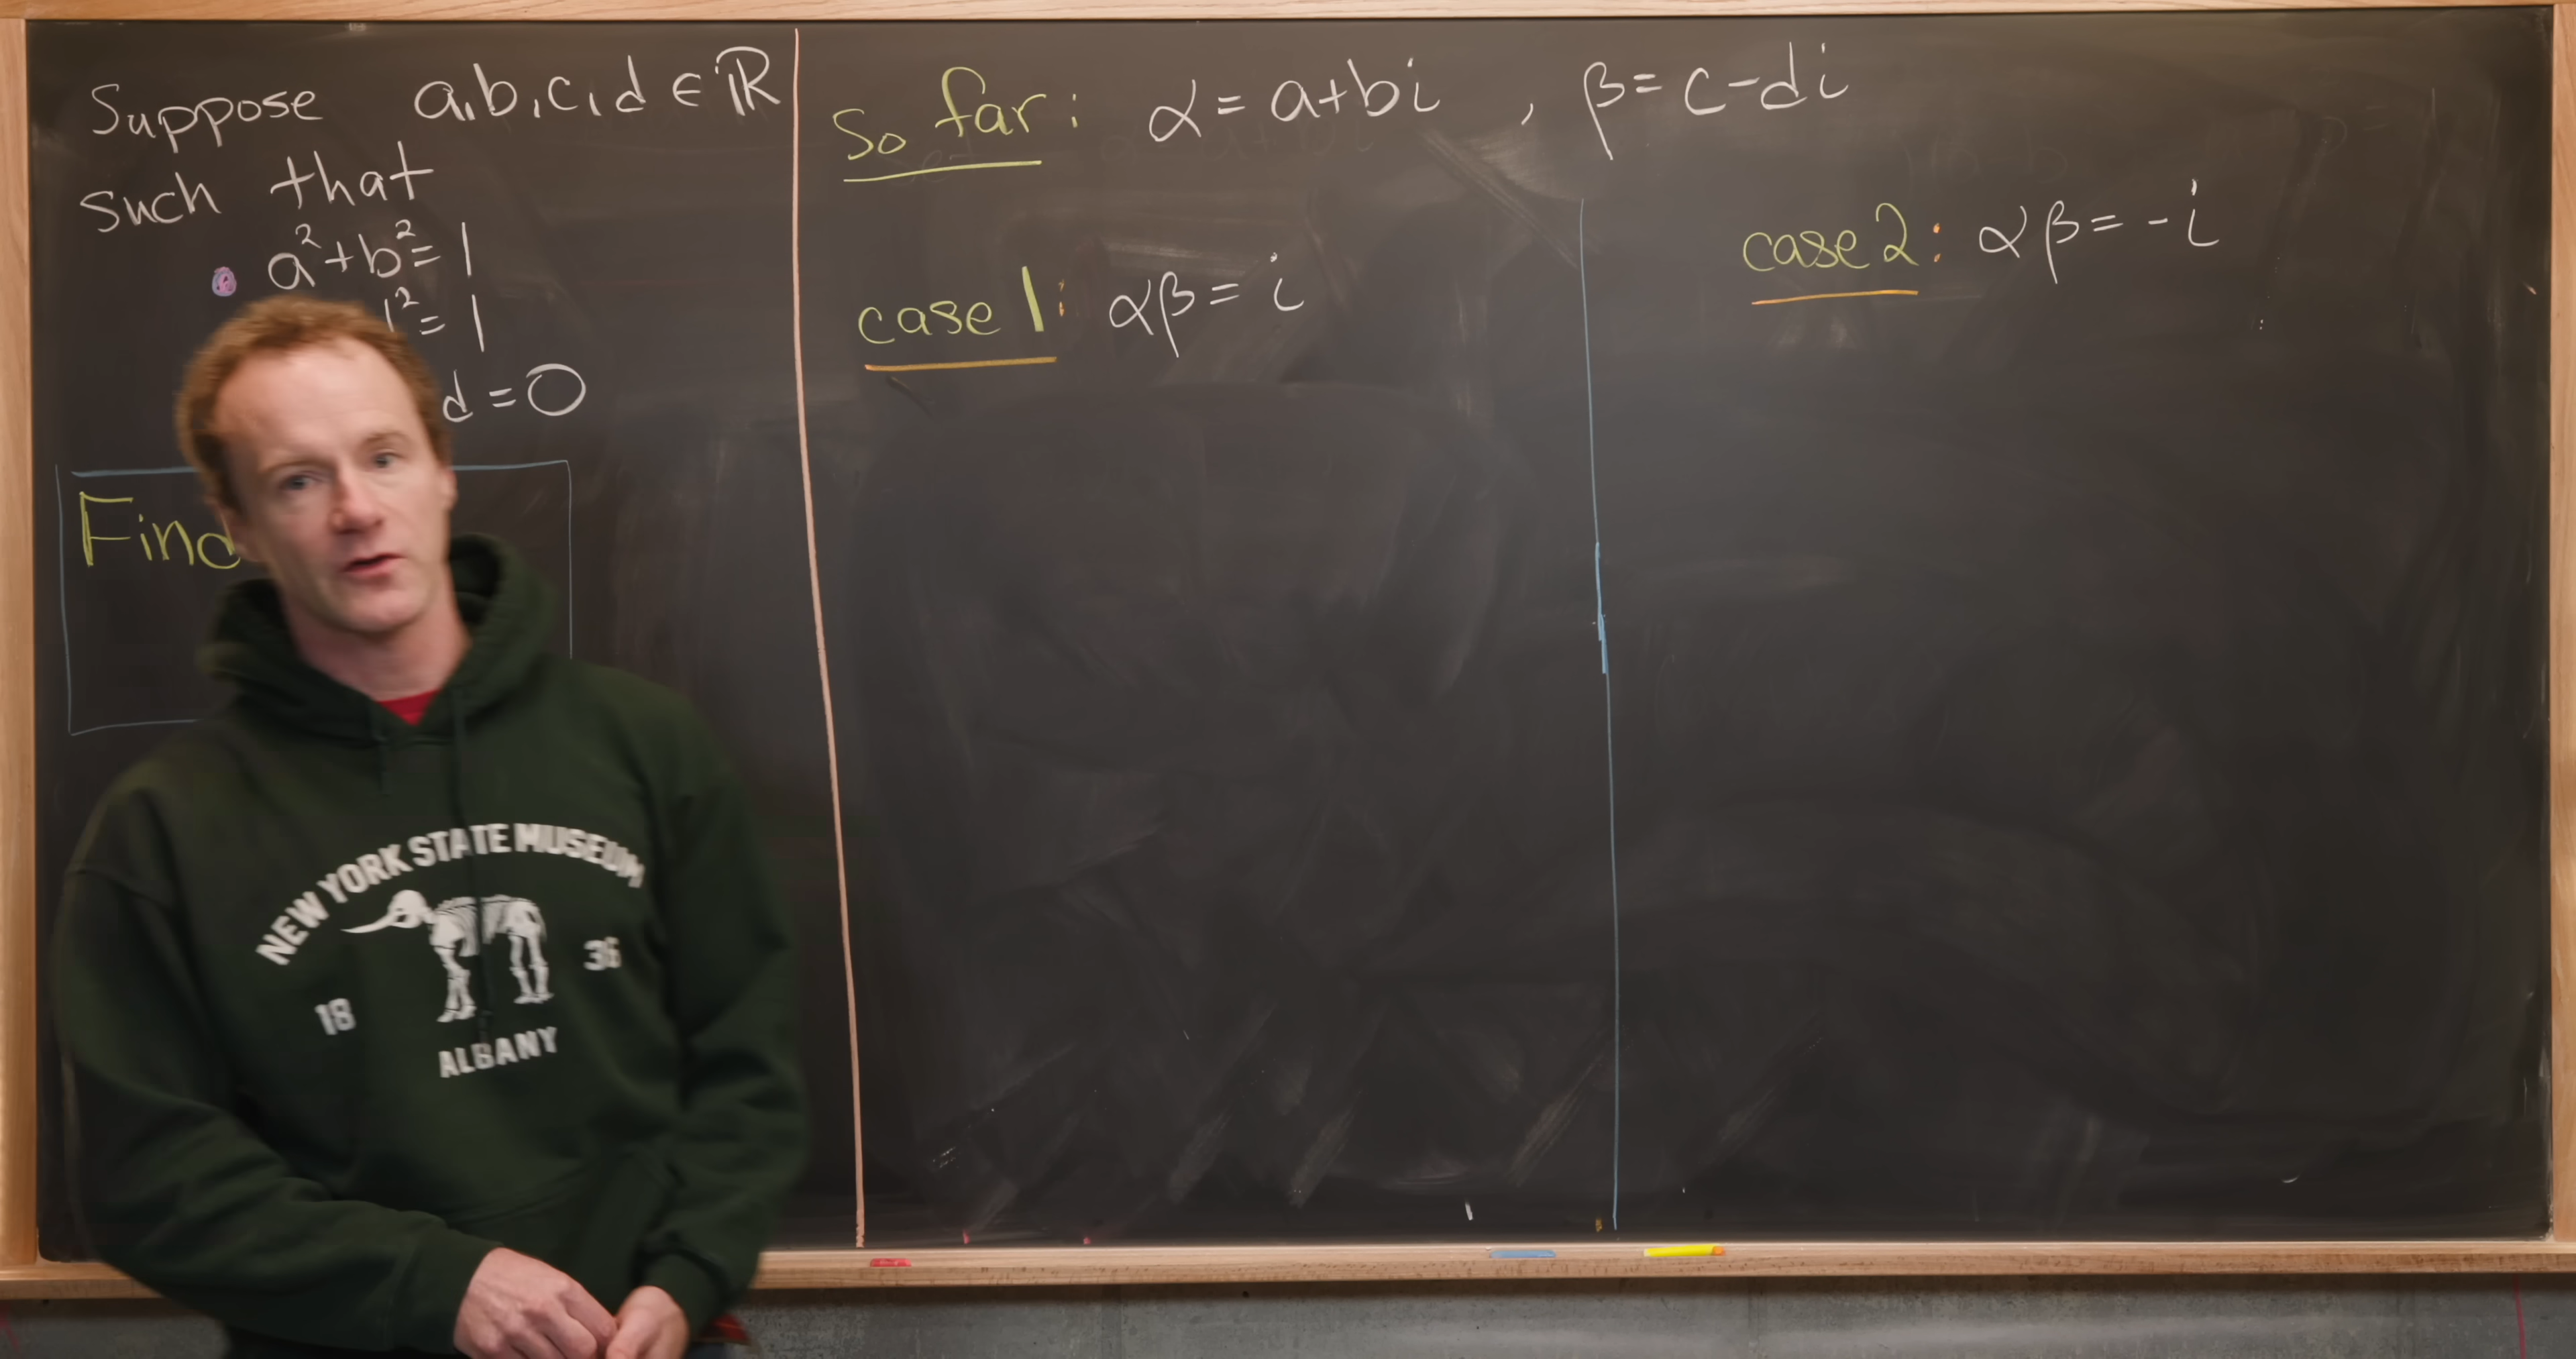 Suppose a,b,c,d ∈ ℝ
such that
a²+b²=1
²=1
d=0
Find
So far: α=a+bi , β=c-di
case 1: αβ=i
case 2: αβ=-i
NEW YORK STATE MUSEUM
18 36
ALBANY